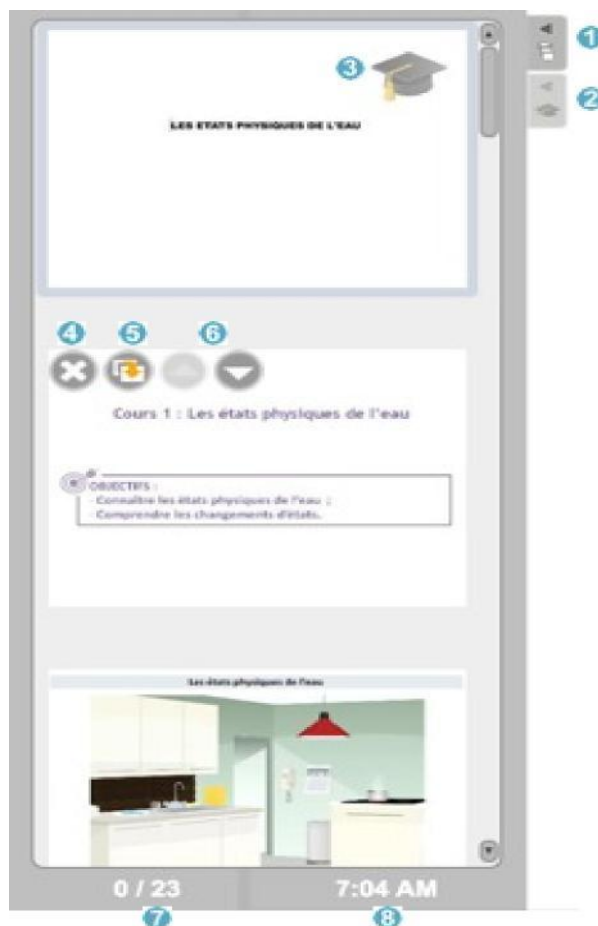 1
2
3
LES ETATS PHYSIQUES DE L'EAU
4 5 6
Cours 1 : Les états physiques de l'eau
OBJECTIFS :
- Connaître les états physiques de l'eau ;
- Comprendre les changements d'états.
Les états physiques de l'eau
0 / 23 7:04 AM
7 8